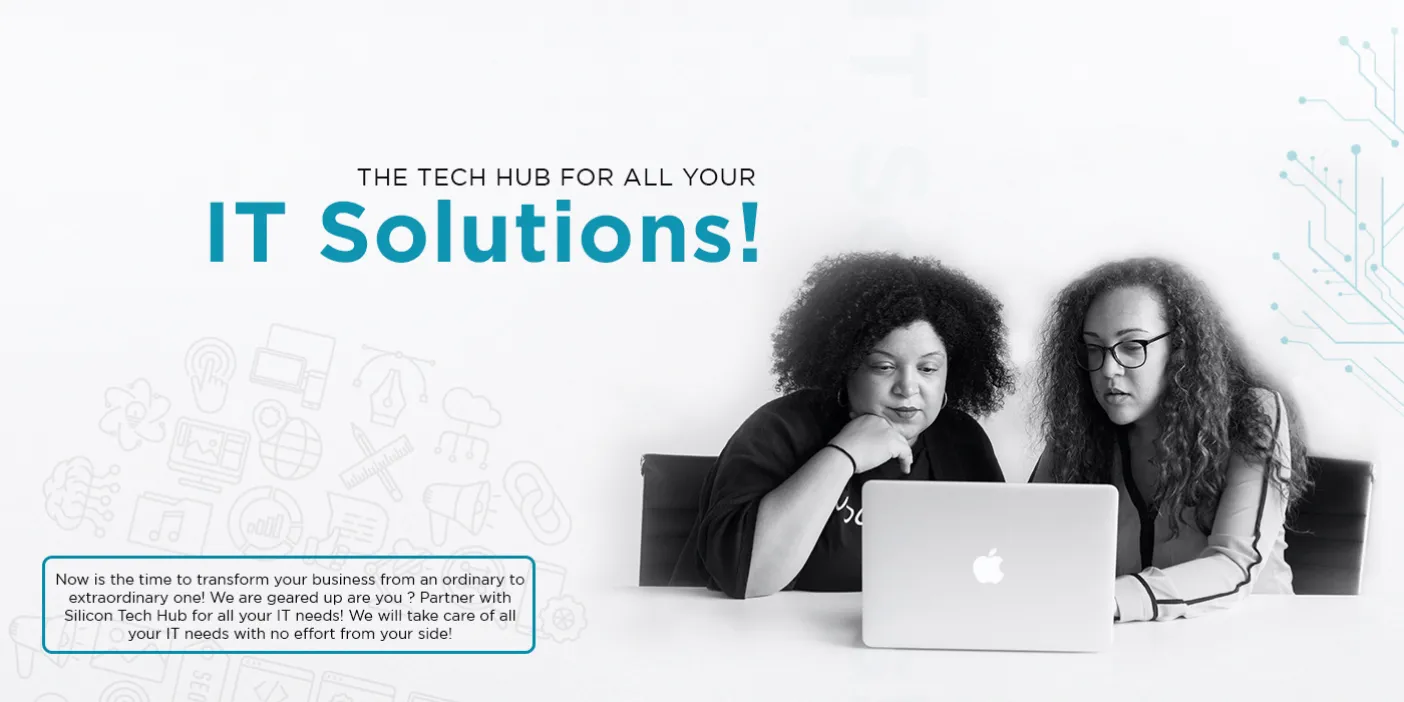 THE TECH HUB FOR ALL YOUR
IT Solutions!
Now is the time to transform your business from an ordinary to
extraordinary one! We are geared up are you ? Partner with
Silicon Tech Hub for all your IT needs! We will take care of all
your IT needs with no effort from your side!